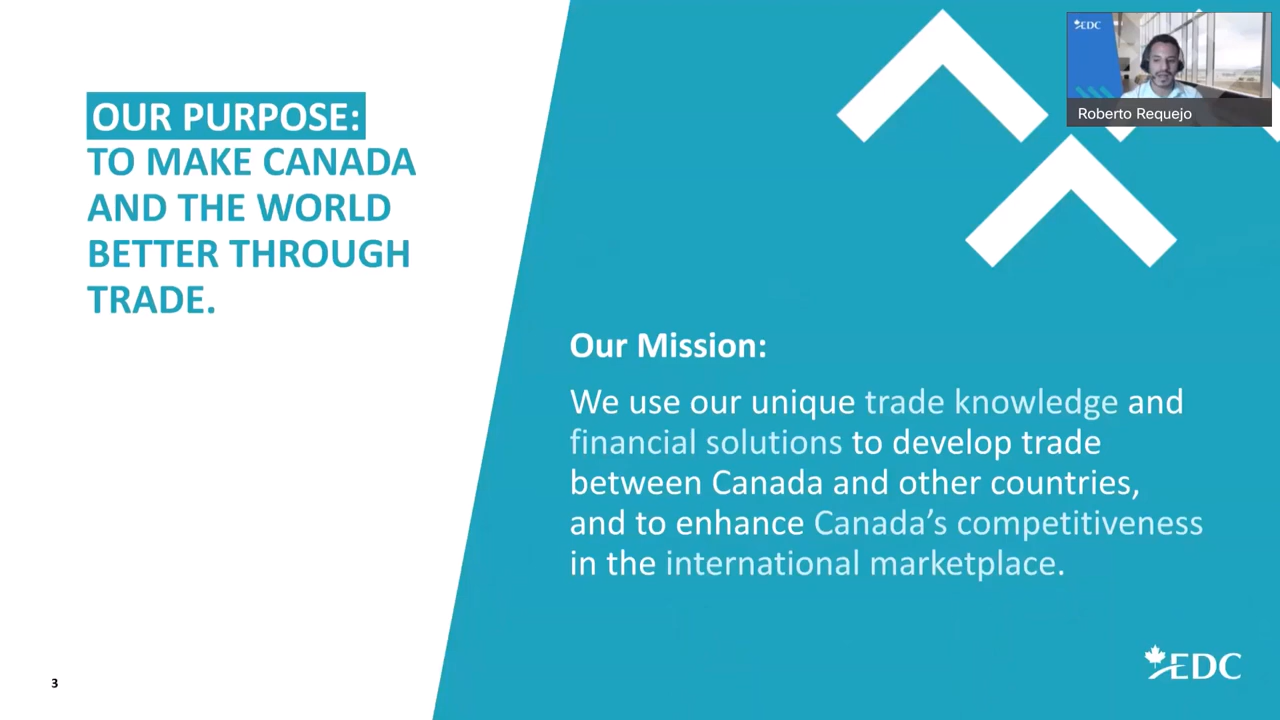 OUR PURPOSE:
TO MAKE CANADA
AND THE WORLD
BETTER THROUGH
TRADE.
EDC
Roberto Requejo
Our Mission:
We use our unique trade knowledge and
financial solutions to develop trade
between Canada and other countries,
and to enhance Canada’s competitiveness
in the international marketplace.
EDC
3